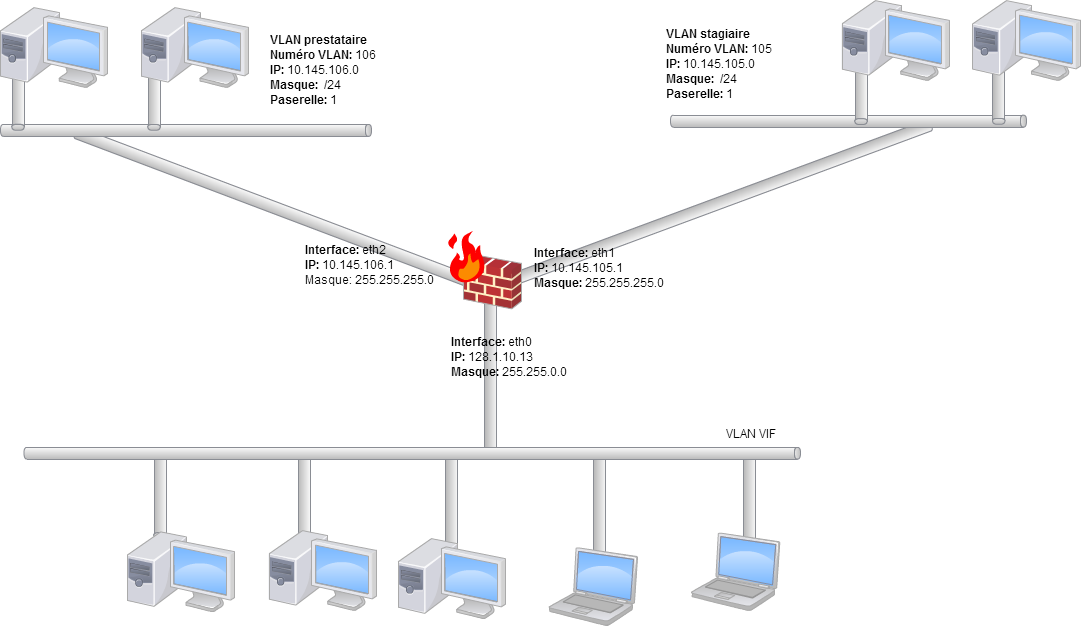 VLAN prestataire
Numéro VLAN: 106
IP: 10.145.106.0
Masque: /24
Paserelle: 1
VLAN stagiaire
Numéro VLAN: 105
IP: 10.145.105.0
Masque: /24
Paserelle: 1
Interface: eth2
IP: 10.145.106.1
Masque: 255.255.255.0
Interface: eth1
IP: 10.145.105.1
Masque: 255.255.255.0
Interface: eth0
IP: 128.1.10.13
Masque: 255.255.0.0
VLAN VIF